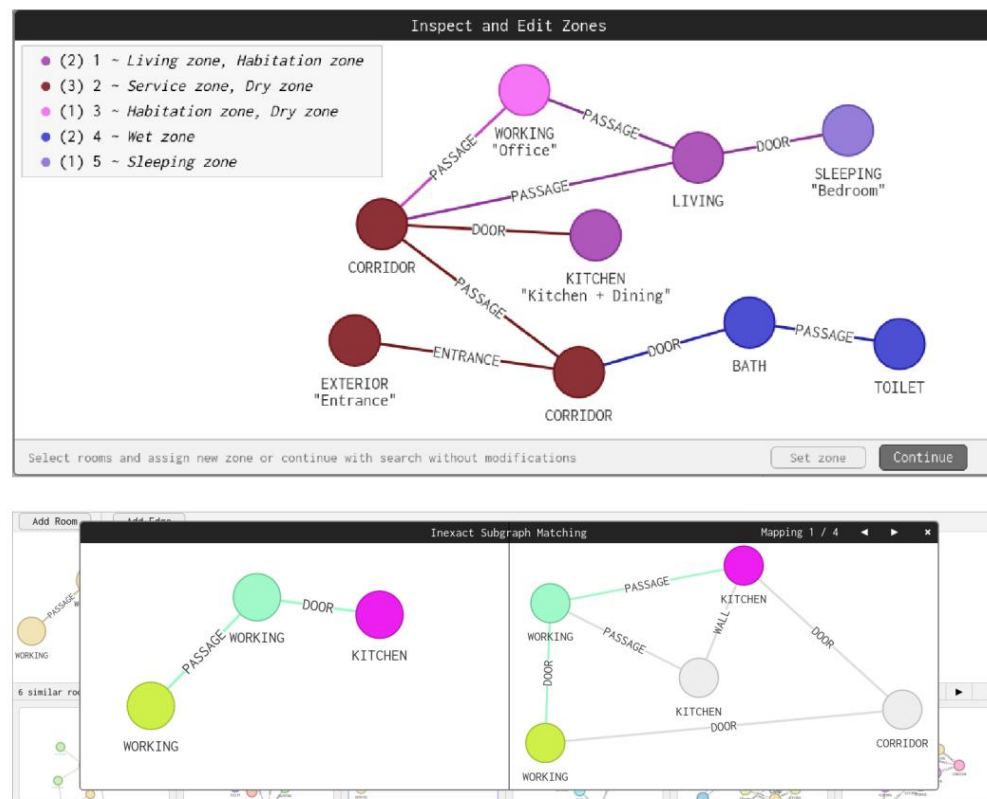 Inspect and Edit Zones
(2) 1 ~ Living zone, Habitation zone
(3) 2 ~ Service zone, Dry zone
(1) 3 ~ Habitation zone, Dry zone
(2) 4 ~ Wet zone
(1) 5 ~ Sleeping zone
PASSAGE
WORKING
"Office"
PASSAGE
DOOR
SLEEPING
"Bedroom"
PASSAGE
LIVING
CORRIDOR
DOOR
KITCHEN
"Kitchen + Dining"
PASSAGE
EXTERIOR
"Entrance"
ENTRANCE
CORRIDOR
DOOR
BATH
PASSAGE
TOILET
Select rooms and assign new zone or continue with search without modifications
Set zone
Continue
Add Room
Add Edge
Inexact Subgraph Matching
Mapping 1 / 4
PASSAGE
WORKING
6 similar
WORKING
DOOR
KITCHEN
PASSAGE
WORKING
PASSAGE
KITCHEN
WORKING
PASSAGE
WALL
DOOR
DOOR
KITCHEN
DOOR
CORRIDOR
WORKING